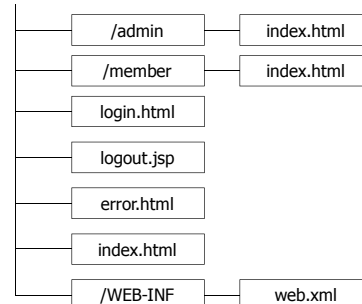 /admin index.html
/member index.html
login.html
logout.jsp
error.html
index.html
/WEB-INF web.xml